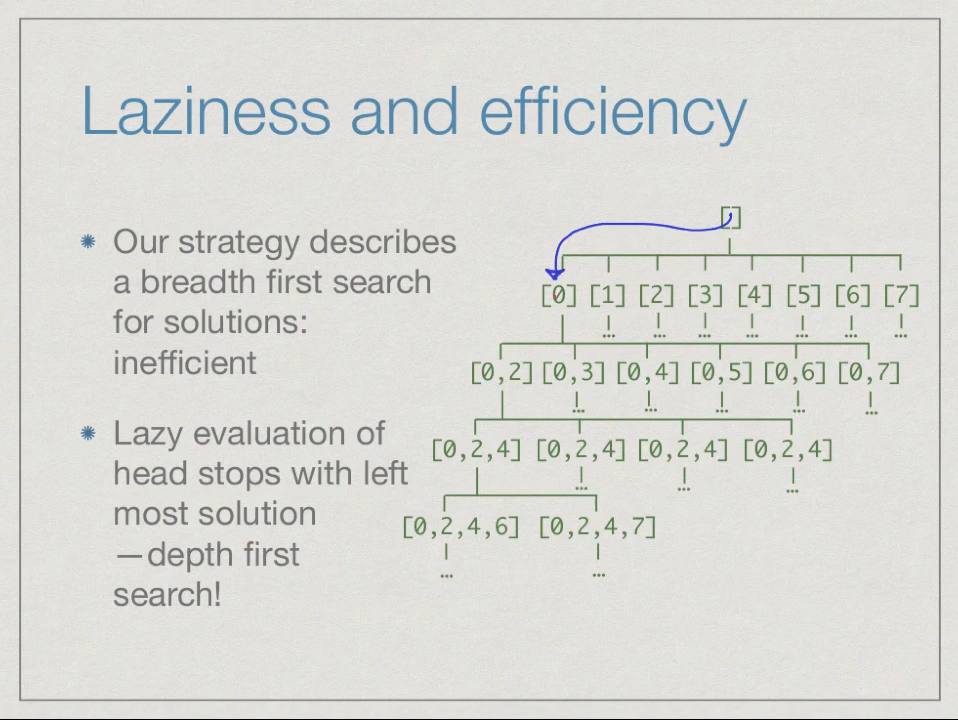 Laziness and efficiency
Our strategy describes
a breadth first search
for solutions:
inefficient
Lazy evaluation of
head stops with left
most solution
—depth first
search!
[]
[0] [1] [2] [3] [4] [5] [6] [7]
... ... ... ... ... ... ...
[0,2] [0,3] [0,4] [0,5] [0,6] [0,7]
... ... ... ... ...
[0,2,4] [0,2,4] [0,2,4] [0,2,4]
... ... ...
[0,2,4,6] [0,2,4,7]
... ...